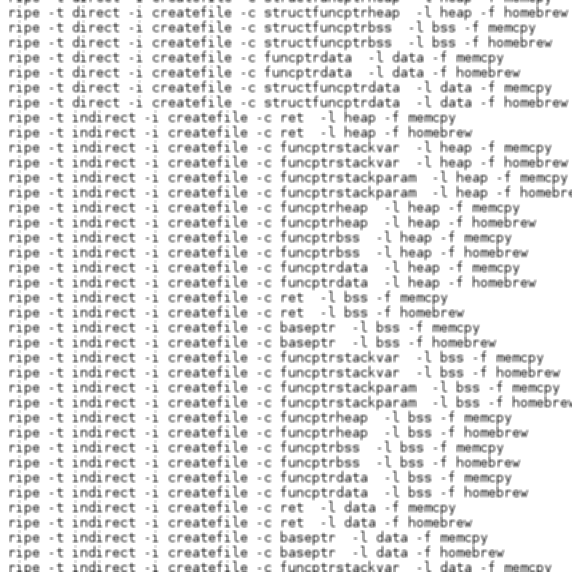 ripe -t direct -i createfile -c structfuncptrheap  -l heap -f homebrew
ripe -t direct -i createfile -c structfuncptrbss  -l bss -f memcpy
ripe -t direct -i createfile -c structfuncptrbss  -l bss -f homebrew
ripe -t direct -i createfile -c funcptrdata  -l data -f memcpy
ripe -t direct -i createfile -c funcptrdata  -l data -f homebrew
ripe -t direct -i createfile -c structfuncptrdata  -l data -f memcpy
ripe -t direct -i createfile -c structfuncptrdata  -l data -f homebrew
ripe -t indirect -i createfile -c ret  -l heap -f memcpy
ripe -t indirect -i createfile -c ret  -l heap -f homebrew
ripe -t indirect -i createfile -c funcptrstackvar  -l heap -f memcpy
ripe -t indirect -i createfile -c funcptrstackvar  -l heap -f homebrew
ripe -t indirect -i createfile -c funcptrstackparam  -l heap -f memcpy
ripe -t indirect -i createfile -c funcptrstackparam  -l heap -f homebre
ripe -t indirect -i createfile -c funcptrheap  -l heap -f memcpy
ripe -t indirect -i createfile -c funcptrheap  -l heap -f homebrew
ripe -t indirect -i createfile -c funcptrbss  -l heap -f memcpy
ripe -t indirect -i createfile -c funcptrbss  -l heap -f homebrew
ripe -t indirect -i createfile -c funcptrdata  -l heap -f memcpy
ripe -t indirect -i createfile -c funcptrdata  -l heap -f homebrew
ripe -t indirect -i createfile -c ret  -l bss -f memcpy
ripe -t indirect -i createfile -c ret  -l bss -f homebrew
ripe -t indirect -i createfile -c baseptr  -l bss -f memcpy
ripe -t indirect -i createfile -c baseptr  -l bss -f homebrew
ripe -t indirect -i createfile -c funcptrstackvar  -l bss -f memcpy
ripe -t indirect -i createfile -c funcptrstackvar  -l bss -f homebrew
ripe -t indirect -i createfile -c funcptrstackparam  -l bss -f memcpy
ripe -t indirect -i createfile -c funcptrstackparam  -l bss -f homebrew
ripe -t indirect -i createfile -c funcptrheap  -l bss -f memcpy
ripe -t indirect -i createfile -c funcptrheap  -l bss -f homebrew
ripe -t indirect -i createfile -c funcptrbss  -l bss -f memcpy
ripe -t indirect -i createfile -c funcptrbss  -l bss -f homebrew
ripe -t indirect -i createfile -c funcptrdata  -l bss -f memcpy
ripe -t indirect -i createfile -c funcptrdata  -l bss -f homebrew
ripe -t indirect -i createfile -c ret  -l data -f memcpy
ripe -t indirect -i createfile -c ret  -l data -f homebrew
ripe -t indirect -i createfile -c baseptr  -l data -f memcpy
ripe -t indirect -i createfile -c baseptr  -l data -f homebrew
ripe -t indirect -i createfile -c funcptrstackvar  -l data -f memcpy